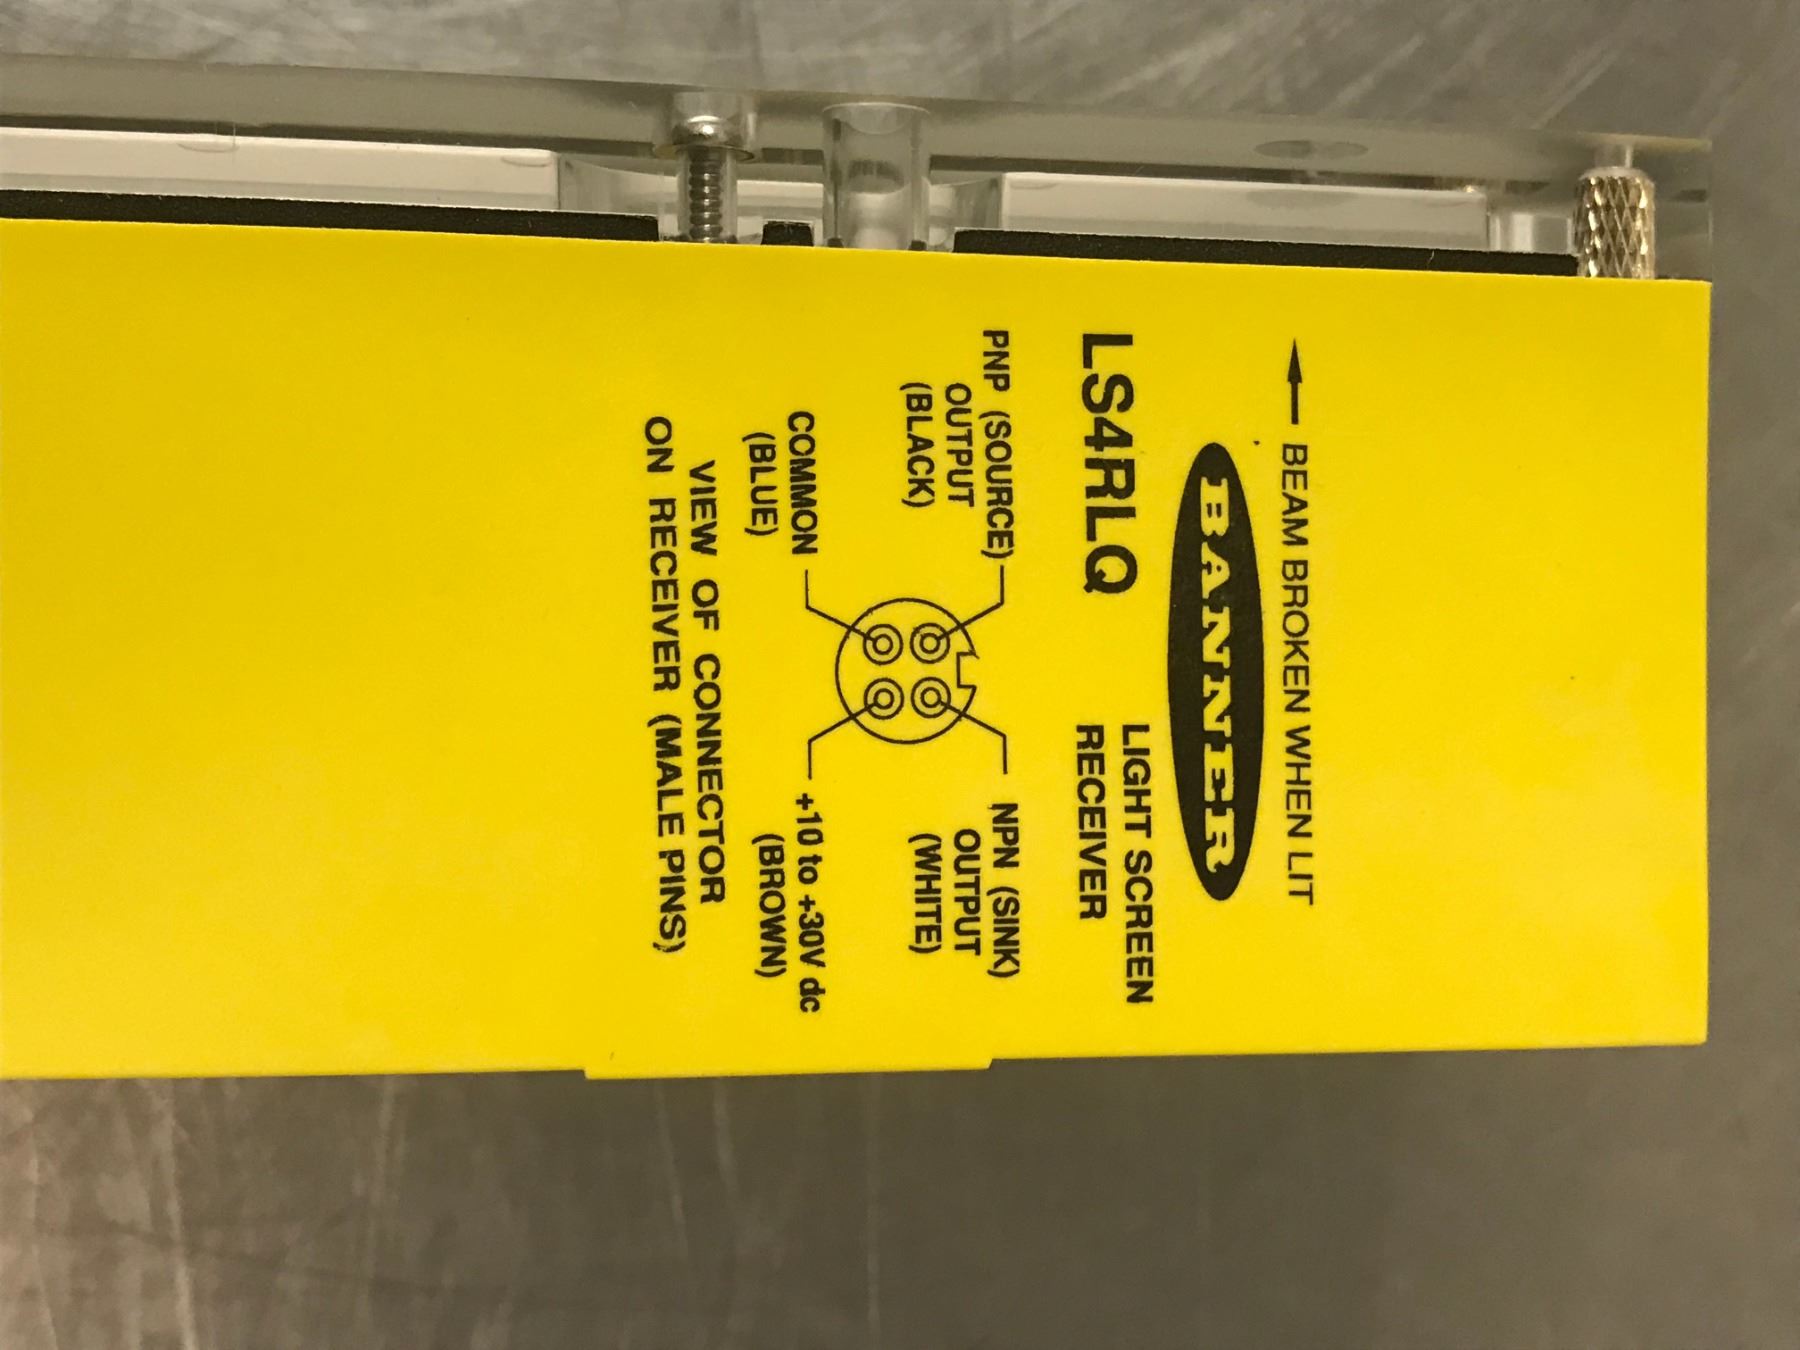 BEAM BROKEN WHEN LIT
BANNER
LS4RLQ
LIGHT SCREEN
RECEIVER
PNP (SOURCE)
OUTPUT
(BLACK)
NPN (SINK)
OUTPUT
(WHITE)
COMMON
(BLUE)
+10 to +30V dc
(BROWN)
VIEW OF CONNECTOR
ON RECEIVER (MALE PINS)